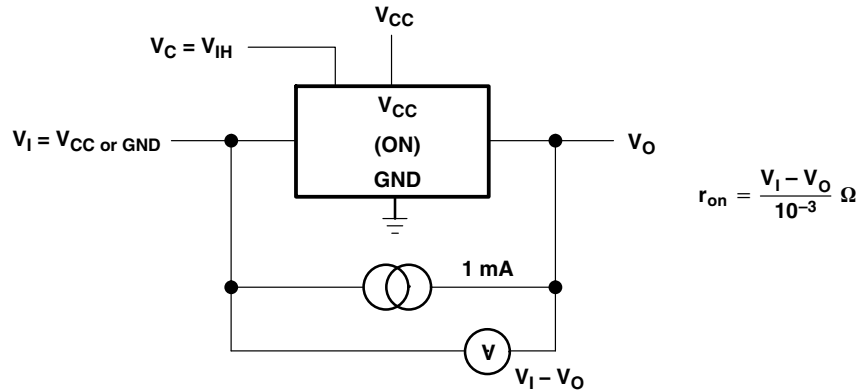 VCC
VC = VIH
VCC
VI = VCC or GND
(ON)
VO
GND
ron = VI – VO / 10–3 Ω
1 mA
V
VI – VO